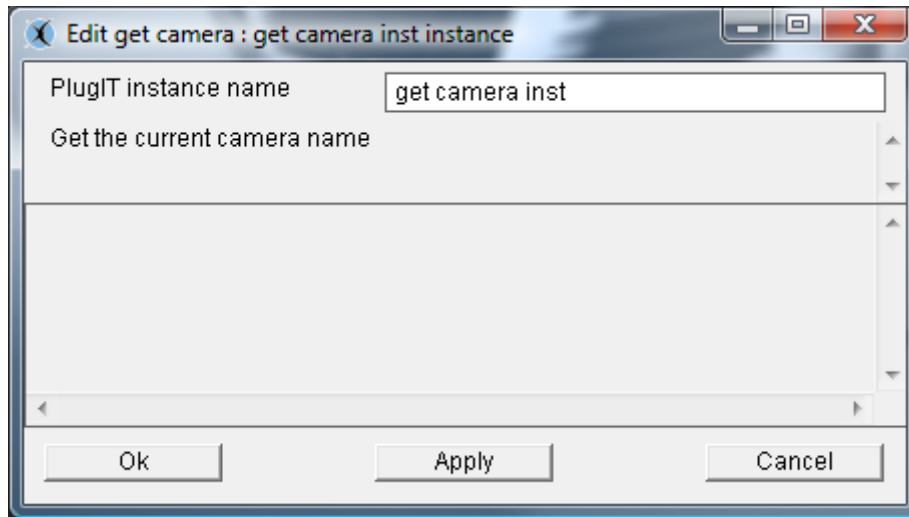 Edit get camera : get camera inst instance
PlugIT instance name get camera inst
Get the current camera name
Ok Apply Cancel